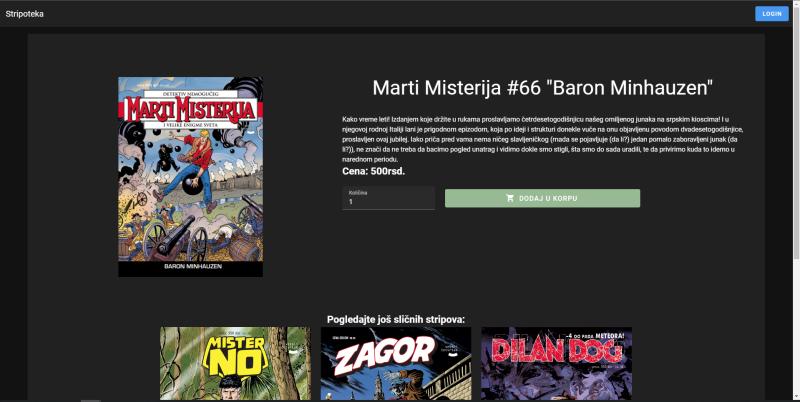 Stripoteka
LOGIN
DETEKTIV NEMOGUĆEG
MARTI MISTERIJA
I VELIKE ENIGME SVETA
BARON MINHAUZEN
Marti Misterija #66 "Baron Minhauzen"
Kako vreme leti! Izdanjem koje držite u rukama proslavljamo četrdesetogodišnjicu našeg omiljenog junaka na srpskim kioscima! I u
njegovoj rodnoj Italiji lani je prigodnom epizodom, koja po ideji i strukturi donekle vuče na onu objavljenu povodom dvadesetogodišnjice,
proslavljen ovaj jubilej. Iako priča pred vama nema ničeg slavljeničkog (mada se pojavljuje (da li?) jedan pomalo zaboravljeni junak (da
li?)), ne znači da ne treba da bacimo pogled unatrag i vidimo dokle smo stigli, šta smo do sada uradili, te da privirimo kuda to idemo u
narednom periodu.
Cena: 500rsd.
Količina
1
DODAJ U KORPU
Pogledajte još sličnih stripova:
MISTER
NO
ZAGOR
-4 DO PADA METEORA!
DILAN DOG